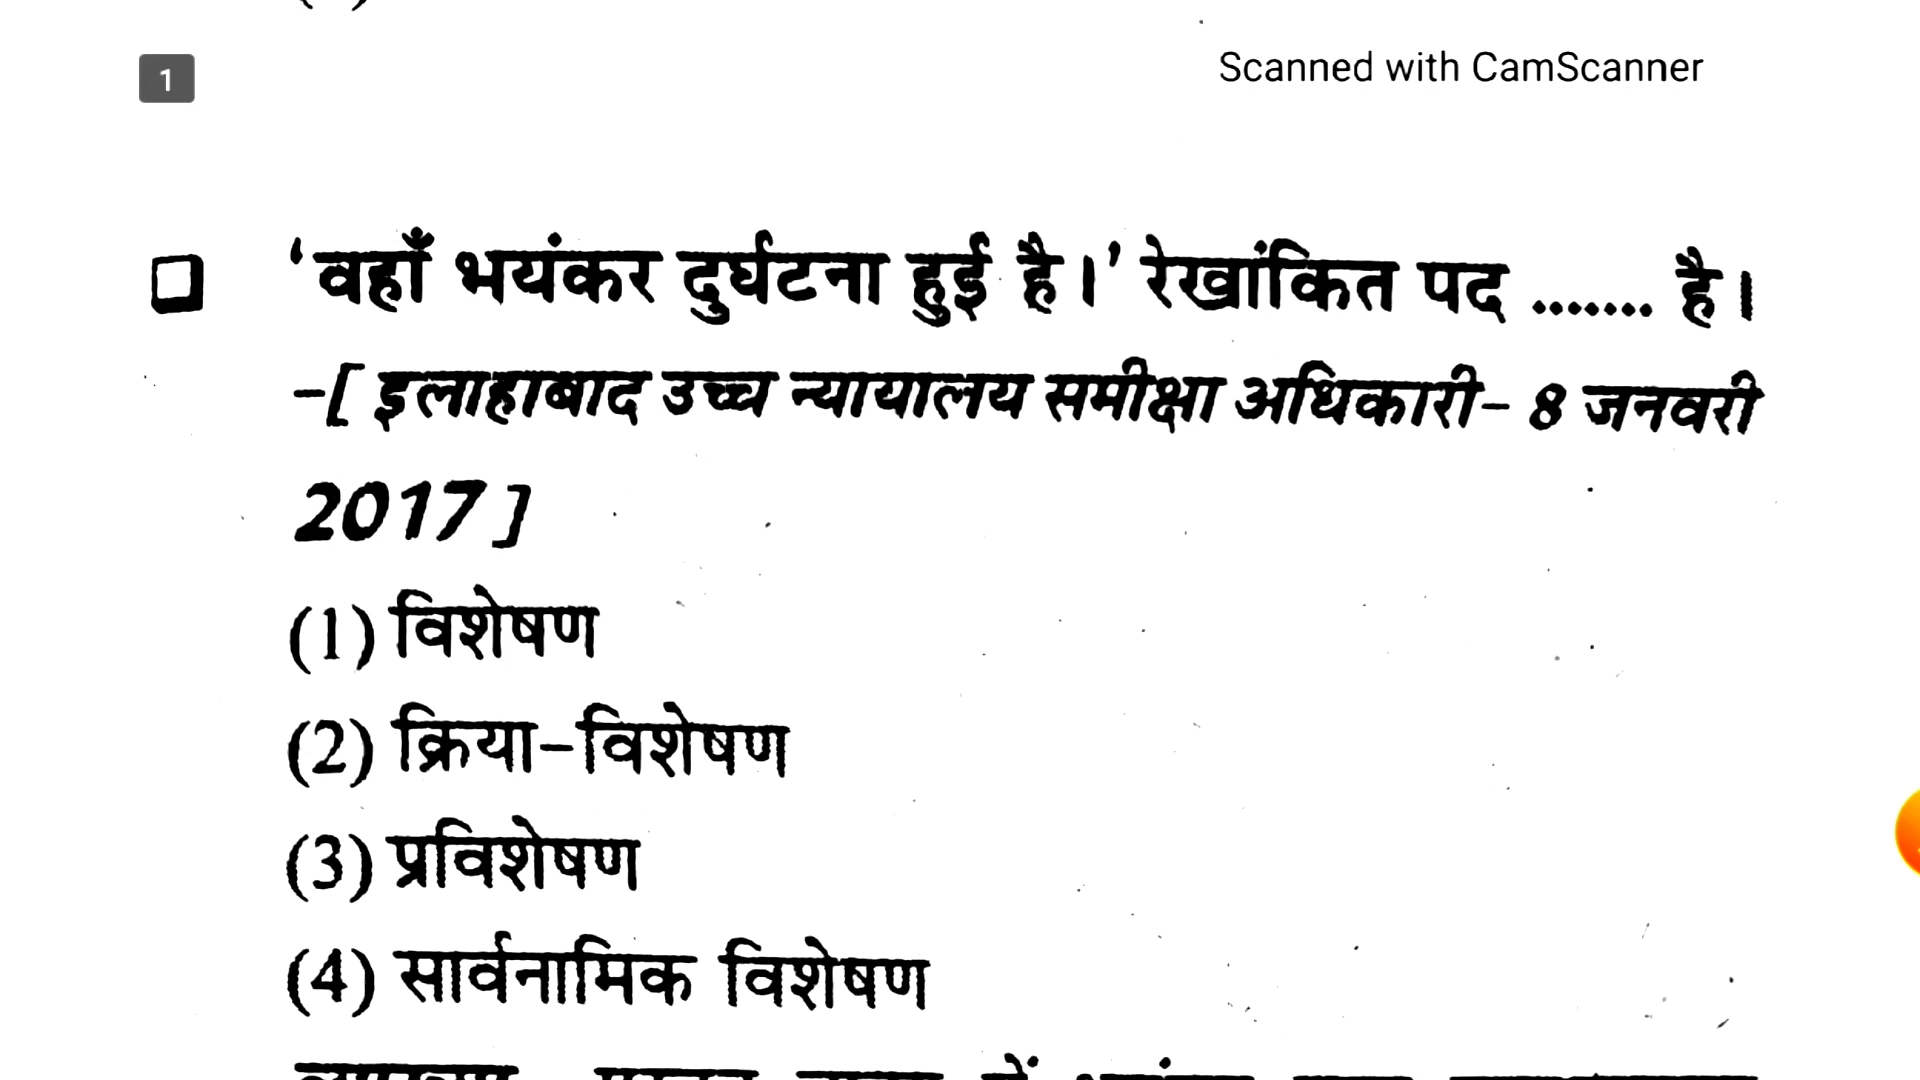 1
Scanned with CamScanner
‘वहाँ भयंकर दुर्घटना हुई है।’ रेखांकित पद ....... है।
–[ इलाहाबाद उच्च न्यायालय समीक्षा अधिकारी– 8 जनवरी
2017 ]
(1) विशेषण
(2) क्रिया–विशेषण
(3) प्रविशेषण
(4) सार्वनामिक विशेषण